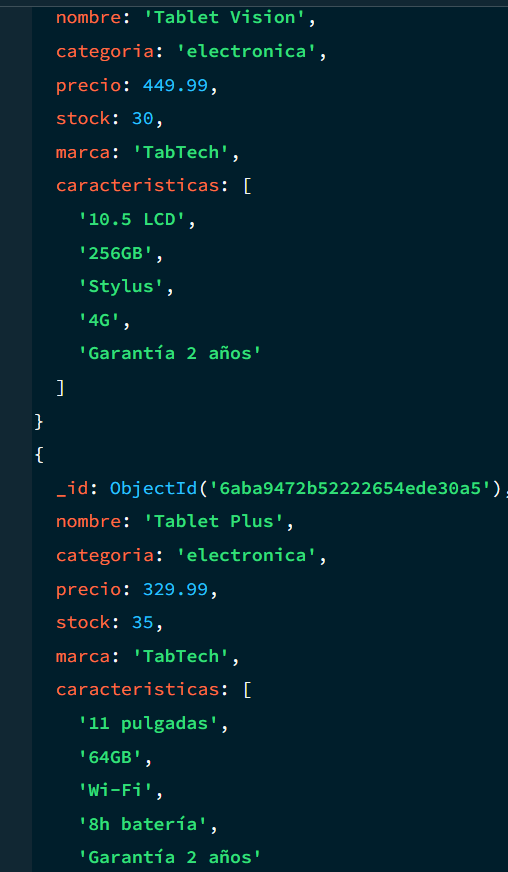 nombre: 'Tablet Vision',
categoria: 'electronica',
precio: 449.99,
stock: 30,
marca: 'TabTech',
caracteristicas: [
'10.5 LCD',
'256GB',
'Stylus',
'4G',
'Garantía 2 años'
]
}
{
_id: ObjectId('6aba9472b52222654ede30a5'),
nombre: 'Tablet Plus',
categoria: 'electronica',
precio: 329.99,
stock: 35,
marca: 'TabTech',
caracteristicas: [
'11 pulgadas',
'64GB',
'Wi-Fi',
'8h batería',
'Garantía 2 años'